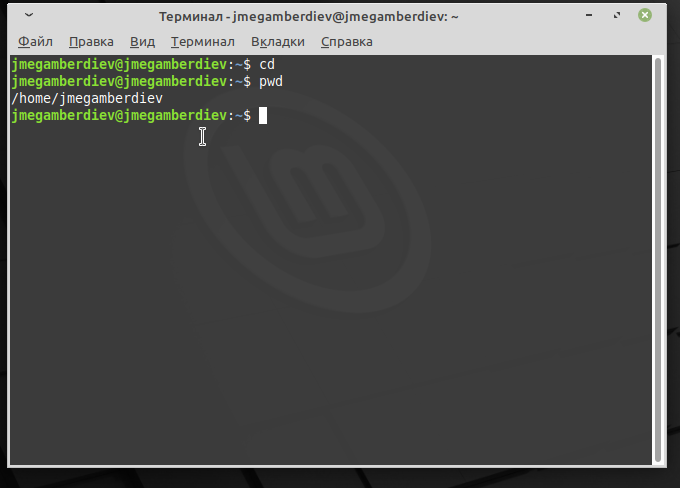 Терминал - jmegamberdiev@jmegamberdiev: ~
Файл Правка Вид Терминал Вкладки Справка
jmegamberdiev@jmegamberdiev:~$ cd
jmegamberdiev@jmegamberdiev:~$ pwd
/home/jmegamberdiev
jmegamberdiev@jmegamberdiev:~$